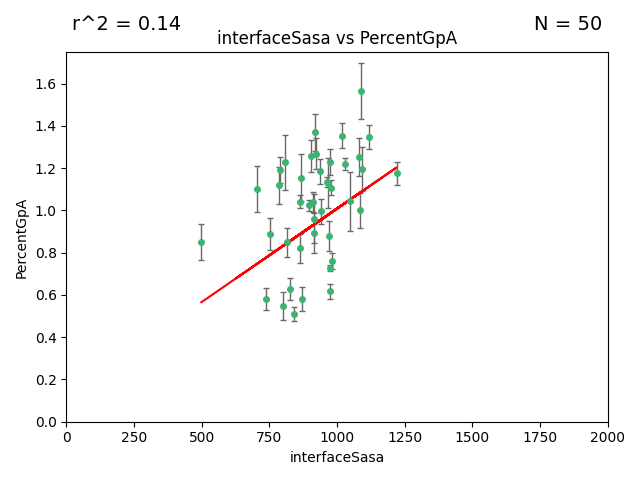 r^2 = 0.14
N = 50
interfaceSasa vs PercentGpA
PercentGpA
1.6
1.4
1.2
1.0
0.8
0.6
0.4
0.2
0.0
0 250 500 750 1000 1250 1500 1750 2000
interfaceSasa